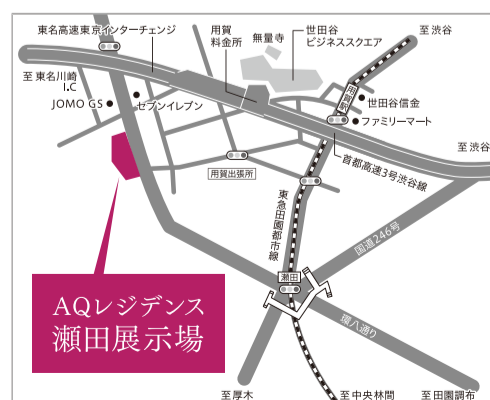 東名高速東京インターチェンジ
用賀
料金所
無量寺
世田谷
ビジネススクエア
至 渋谷
至 東名川崎
I.C
JOMO GS
セブンイレブン
用賀駅
世田谷信金
ファミリーマート
至 渋谷
首都高速3号渋谷線
用賀出張所
東急田園都市線
国道246号
瀬田
環八通り
AQレジデンス
瀬田展示場
至 厚木
至 中央林間
至 田園調布